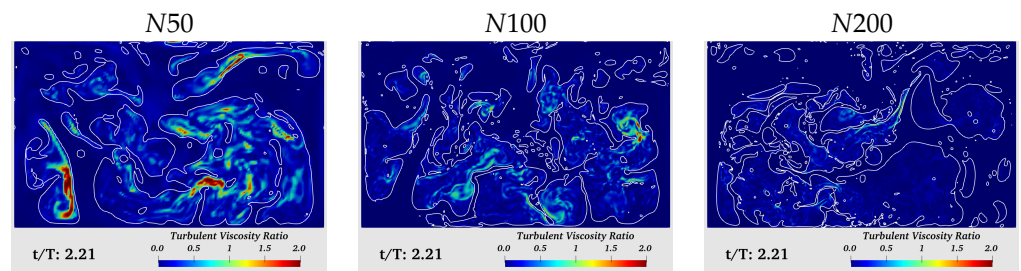 N50 N100 N200
Turbulent Viscosity Ratio Turbulent Viscosity Ratio Turbulent Viscosity Ratio
t/T: 2.21 0.0 0.5 1 1.5 2.0 t/T: 2.21 0.0 0.5 1 1.5 2.0 t/T: 2.21 0.0 0.5 1 1.5 2.0